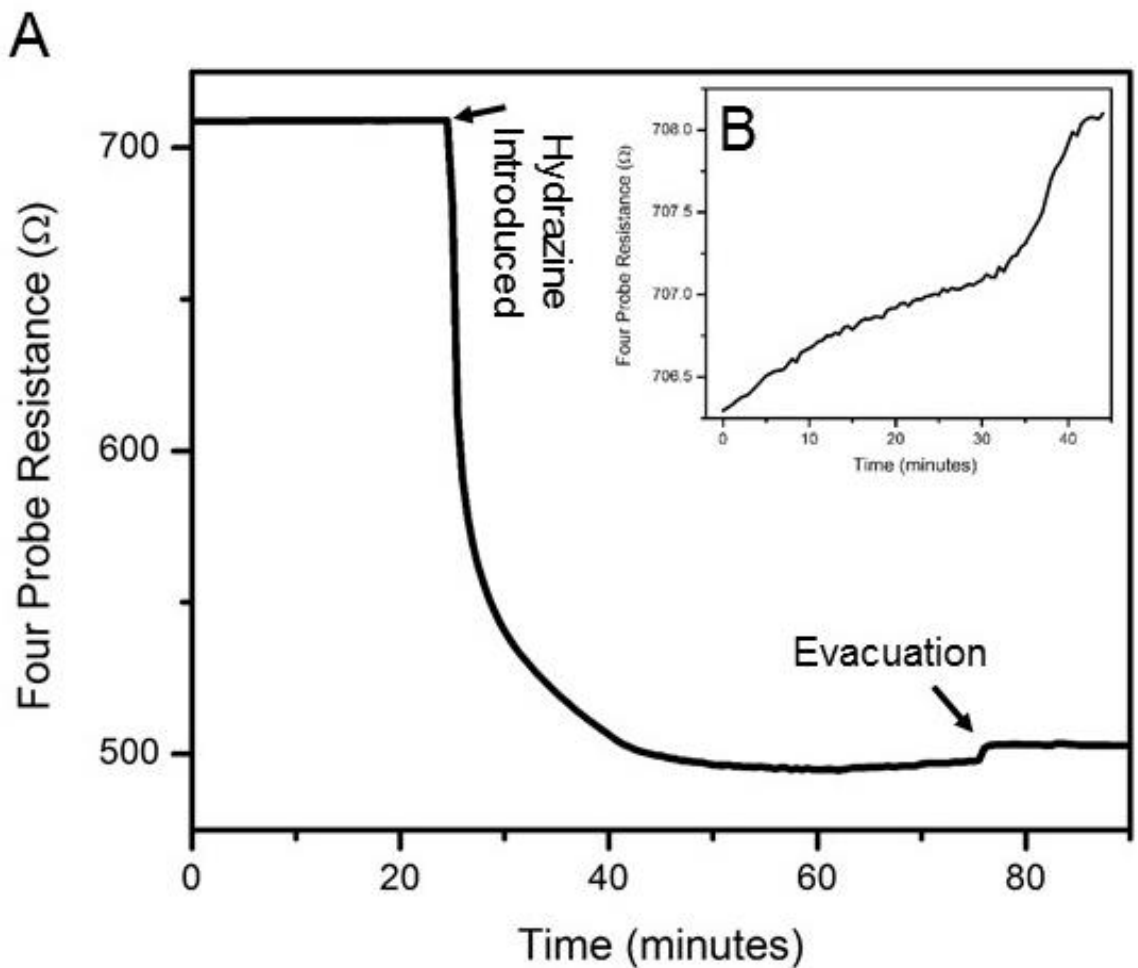 A
Four Probe Resistance (Ω)
700
600
500
0
20
40
60
80
Time (minutes)
Hydrazine
Introduced
Evacuation
B
Four Probe Resistance (Ω)
708.0
707.5
707.0
706.5
0
10
20
30
40
Time (minutes)